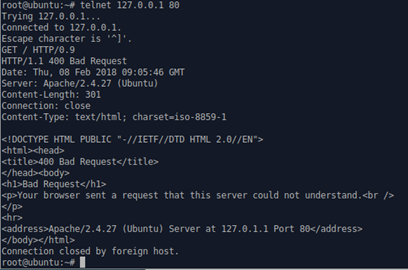 root@ubuntu:~# telnet 127.0.0.1 80
Trying 127.0.0.1...
Connected to 127.0.0.1.
Escape character is '^]'.
GET / HTTP/0.9
HTTP/1.1 400 Bad Request
Date: Thu, 08 Feb 2018 09:05:46 GMT
Server: Apache/2.4.27 (Ubuntu)
Content-Length: 301
Connection: close
Content-Type: text/html; charset=iso-8859-1

<!DOCTYPE HTML PUBLIC "-//IETF//DTD HTML 2.0//EN">
<html><head>
<title>400 Bad Request</title>
</head><body>
<h1>Bad Request</h1>
<p>Your browser sent a request that this server could not understand.<br />
</p>
<hr>
<address>Apache/2.4.27 (Ubuntu) Server at 127.0.1.1 Port 80</address>
</body></html>
Connection closed by foreign host.
root@ubuntu:~#